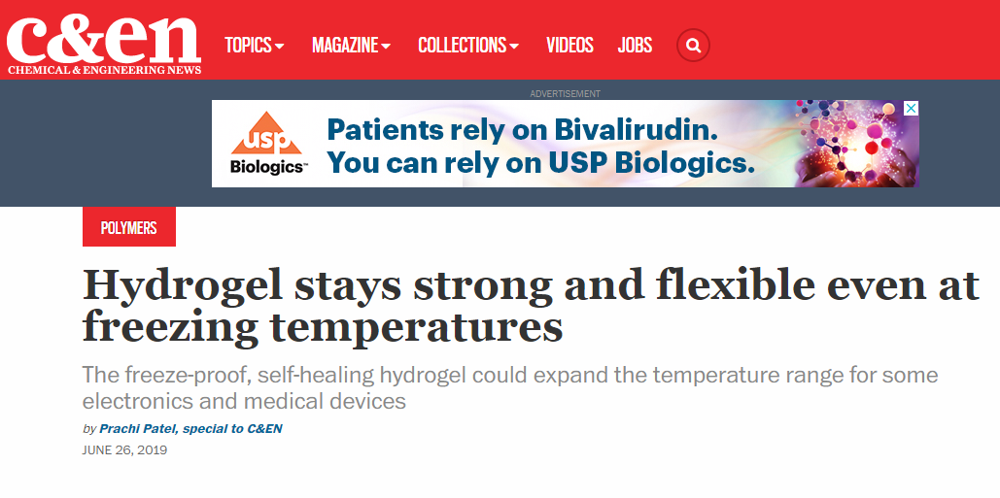 c&en
CHEMICAL & ENGINEERING NEWS
TOPICS MAGAZINE COLLECTIONS VIDEOS JOBS
ADVERTISEMENT
usp
Biologics™
Patients rely on Bivalirudin.
You can rely on USP Biologics.
POLYMERS
Hydrogel stays strong and flexible even at
freezing temperatures
The freeze-proof, self-healing hydrogel could expand the temperature range for some
electronics and medical devices
by Prachi Patel, special to C&EN
JUNE 26, 2019